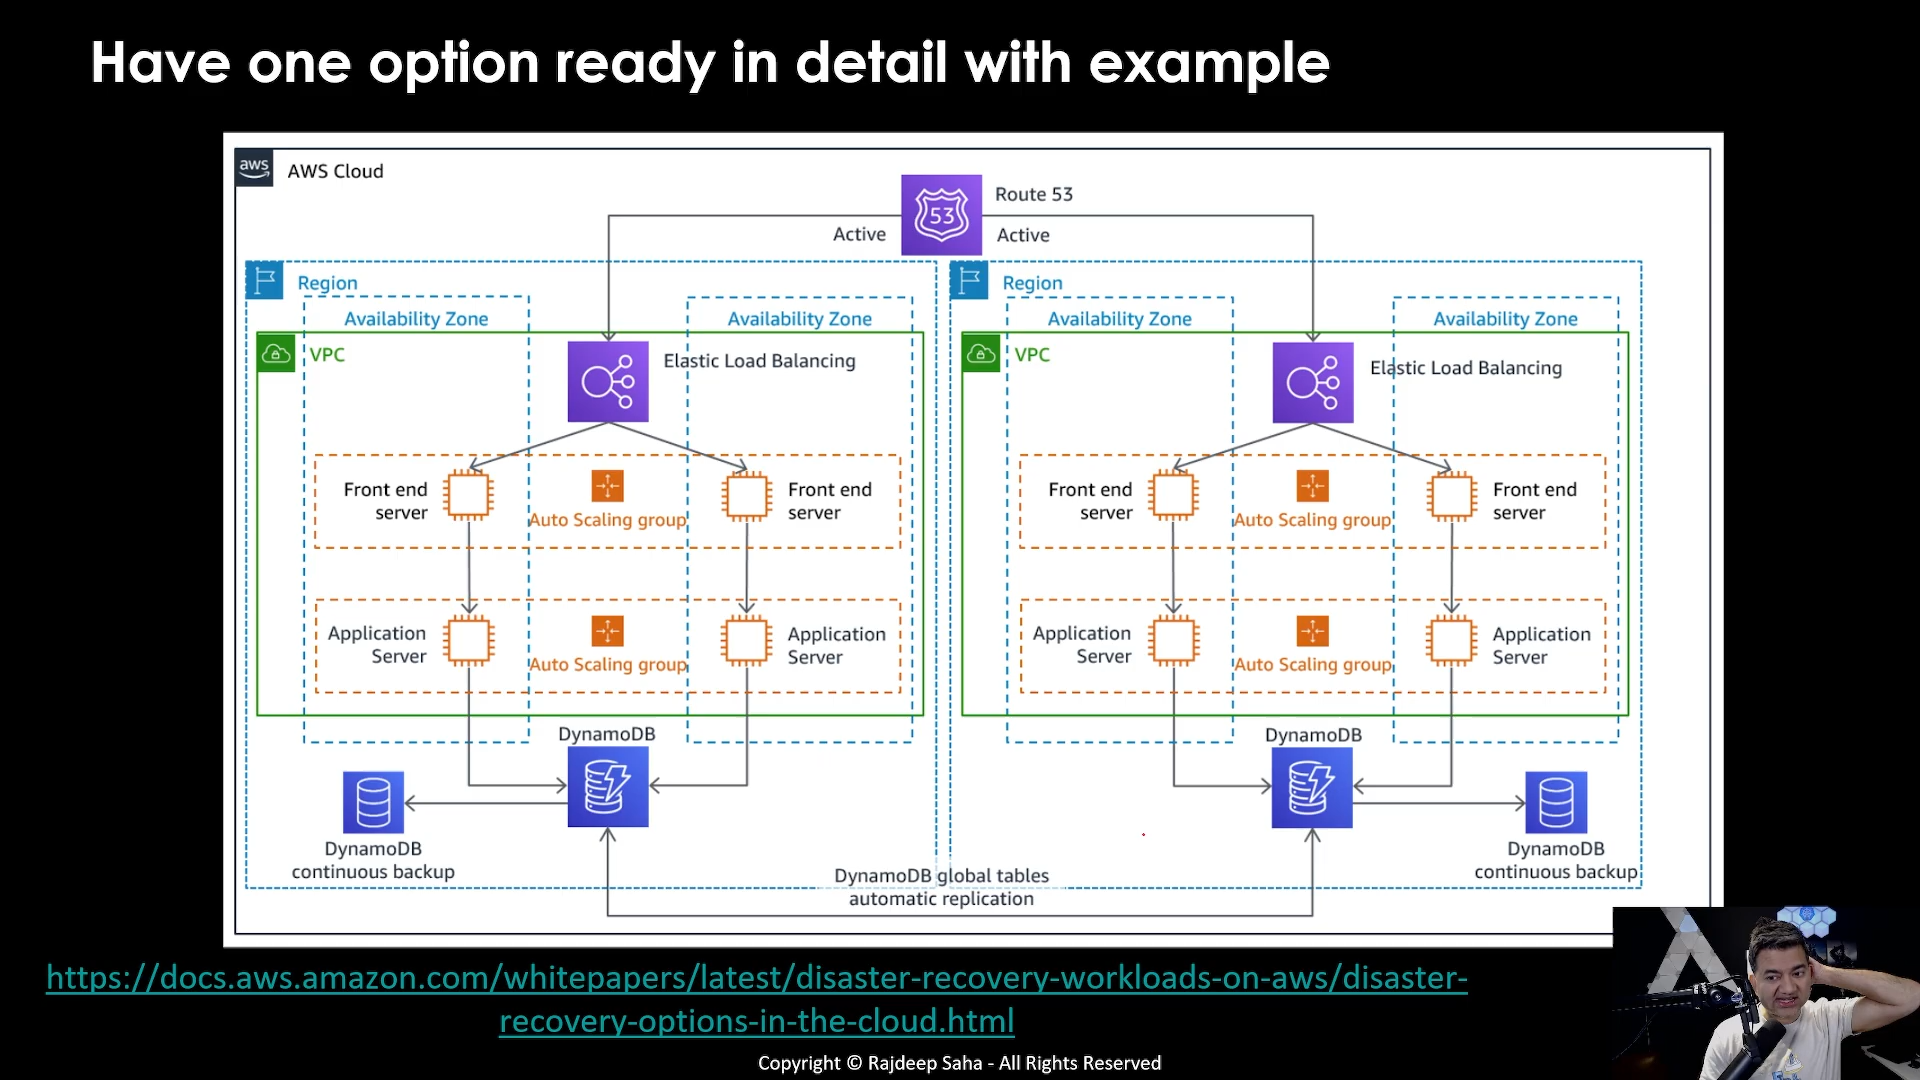 Have one option ready in detail with example
aws
AWS Cloud
Route 53
53
Active
Active
Region
Availability Zone
Availability Zone
VPC
Elastic Load Balancing
Front end
server
Auto Scaling group
Front end
server
Application
Server
Auto Scaling group
Application
Server
DynamoDB
DynamoDB
continuous backup
Region
Availability Zone
Availability Zone
VPC
Elastic Load Balancing
Front end
server
Auto Scaling group
Front end
server
Application
Server
Auto Scaling group
Application
Server
DynamoDB
DynamoDB
continuous backup
DynamoDB global tables
automatic replication
https://docs.aws.amazon.com/whitepapers/latest/disaster-recovery-workloads-on-aws/disaster-
recovery-options-in-the-cloud.html
Copyright © Rajdeep Saha - All Rights Reserved